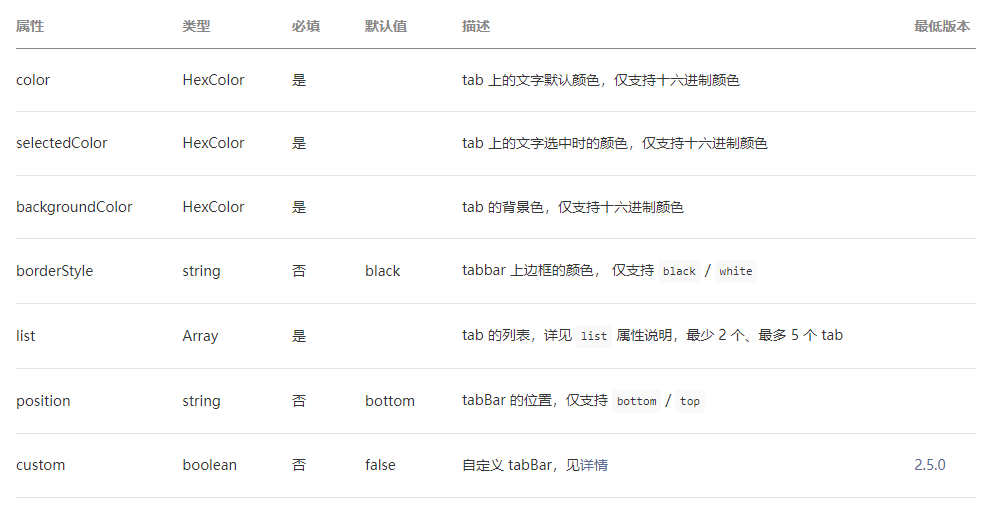 属性 类型 必填 默认值 描述 最低版本
color HexColor 是 tab 上的文字默认颜色，仅支持十六进制颜色
selectedColor HexColor 是 tab 上的文字选中时的颜色，仅支持十六进制颜色
backgroundColor HexColor 是 tab 的背景色，仅支持十六进制颜色
borderStyle string 否 black tabbar 上边框的颜色， 仅支持 black / white
list Array 是 tab 的列表，详见 list 属性说明，最少 2 个、最多 5 个 tab
position string 否 bottom tabBar 的位置，仅支持 bottom / top
custom boolean 否 false 自定义 tabBar，见详情 2.5.0